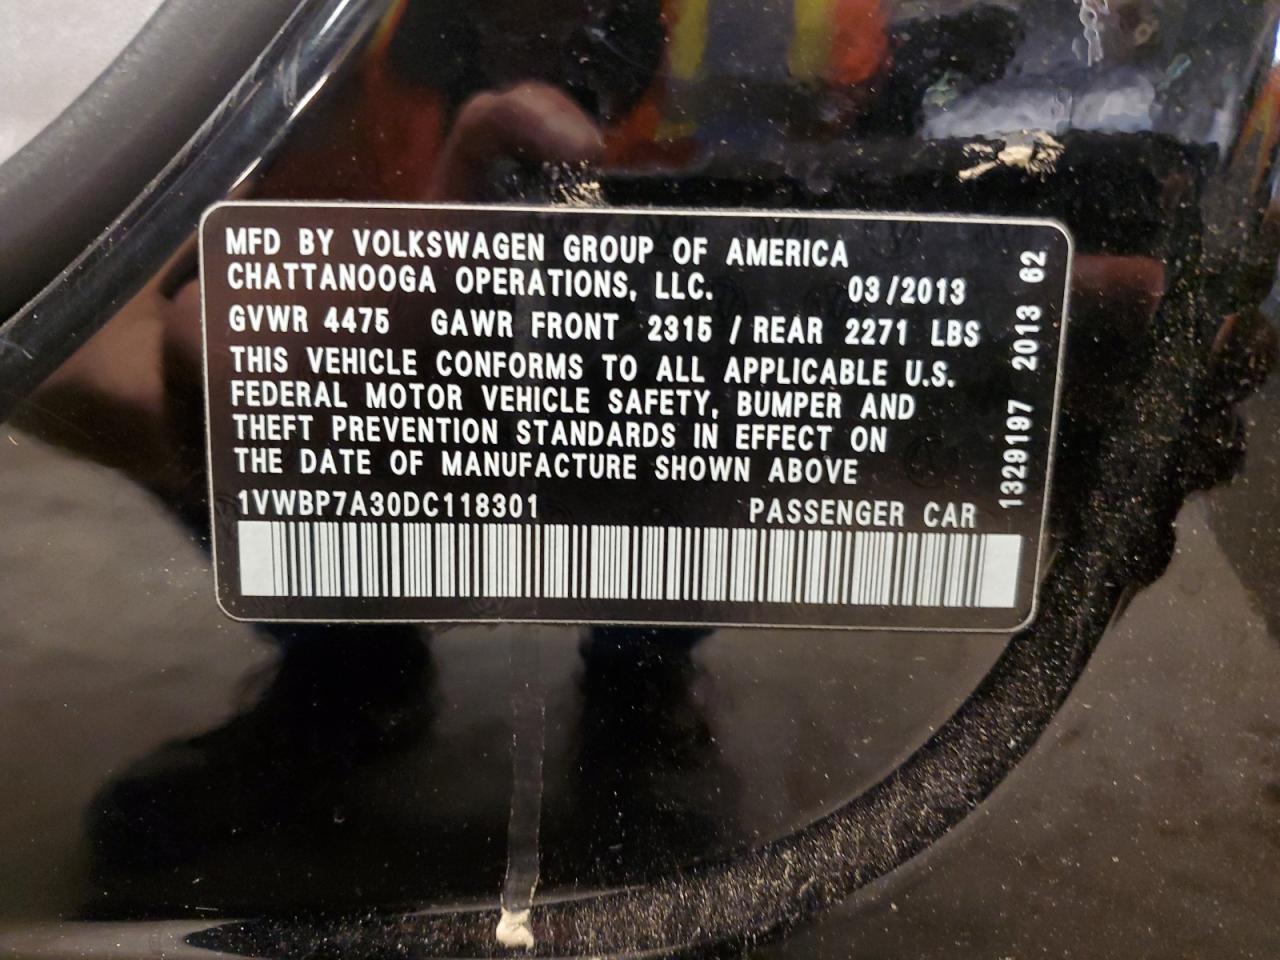 MFD BY VOLKSWAGEN GROUP OF AMERICA
CHATTANOOGA OPERATIONS, LLC. 03/2013
GVWR 4475 GAWR FRONT 2315 / REAR 2271 LBS
THIS VEHICLE CONFORMS TO ALL APPLICABLE U.S.
FEDERAL MOTOR VEHICLE SAFETY, BUMPER AND
THEFT PREVENTION STANDARDS IN EFFECT ON
THE DATE OF MANUFACTURE SHOWN ABOVE
1VWBP7A30DC118301 PASSENGER CAR
1329197 2013 62